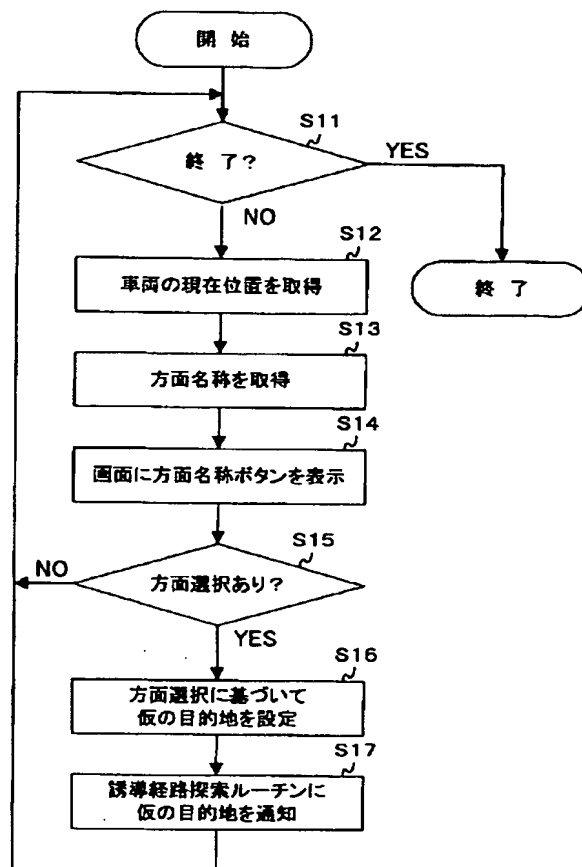 開 始
S11
終 了?
YES
NO
S12
車両の現在位置を取得
終 了
S13
方面名称を取得
S14
画面に方面名称ボタンを表示
S15
NO
方面選択あり?
YES
S16
方面選択に基づいて
仮の目的地を設定
S17
誘導経路探索ルーチンに
仮の目的地を通知